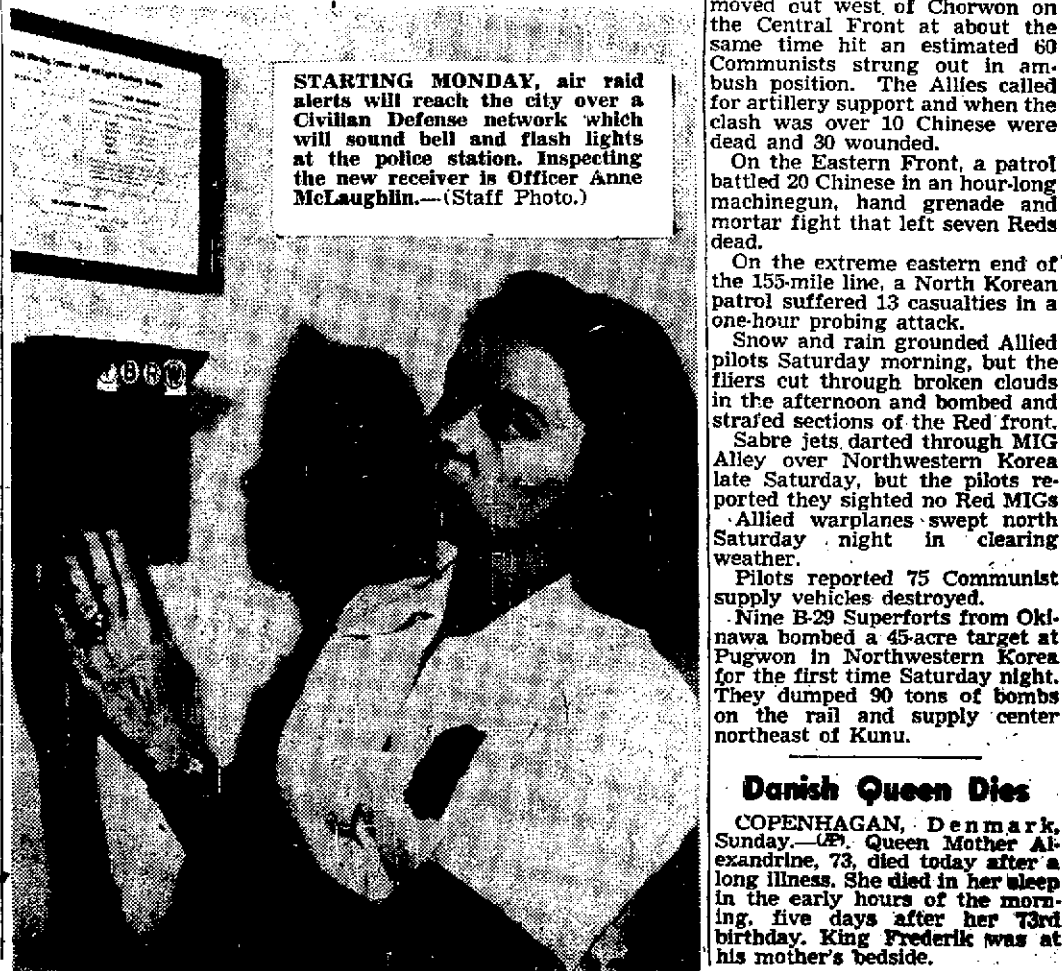 STARTING MONDAY, air raid
alerts will reach the city over a
Civilian Defense network which
will sound bell and flash lights
at the police station. Inspecting
the new receiver is Officer Anne
McLaughlin.—(Staff Photo.)
moved out west of Chorwon on
the Central Front at about the
same time hit an estimated 60
Communists strung out in am-
bush position. The Allies called
for artillery support and when the
clash was over 10 Chinese were
dead and 30 wounded.
On the Eastern Front, a patrol
battled 20 Chinese in an hour-long
machinegun, hand grenade and
mortar fight that left seven Reds
dead.
On the extreme eastern end of
the 155-mile line, a North Korean
patrol suffered 13 casualties in a
one-hour probing attack.
Snow and rain grounded Allied
pilots Saturday morning, but the
fliers cut through broken clouds
in the afternoon and bombed and
strafed sections of the Red front.
Sabre jets darted through MIG
Alley over Northwestern Korea
late Saturday, but the pilots re-
ported they sighted no Red MIGs
Allied warplanes swept north
Saturday night in clearing
weather.
Pilots reported 75 Communist
supply vehicles destroyed.
Nine B-29 Superforts from Oki-
nawa bombed a 45-acre target at
Pugwon in Northwestern Korea
for the first time Saturday night.
They dumped 90 tons of bombs
on the rail and supply center
northeast of Kunu.
Danish Queen Dies
COPENHAGAN, Denmark,
Sunday.—(AP). Queen Mother Al-
exandrine, 73, died today after a
long illness. She died in her sleep
in the early hours of the morn-
ing, five days after her 73rd
birthday. King Frederik was at
his mother's bedside.